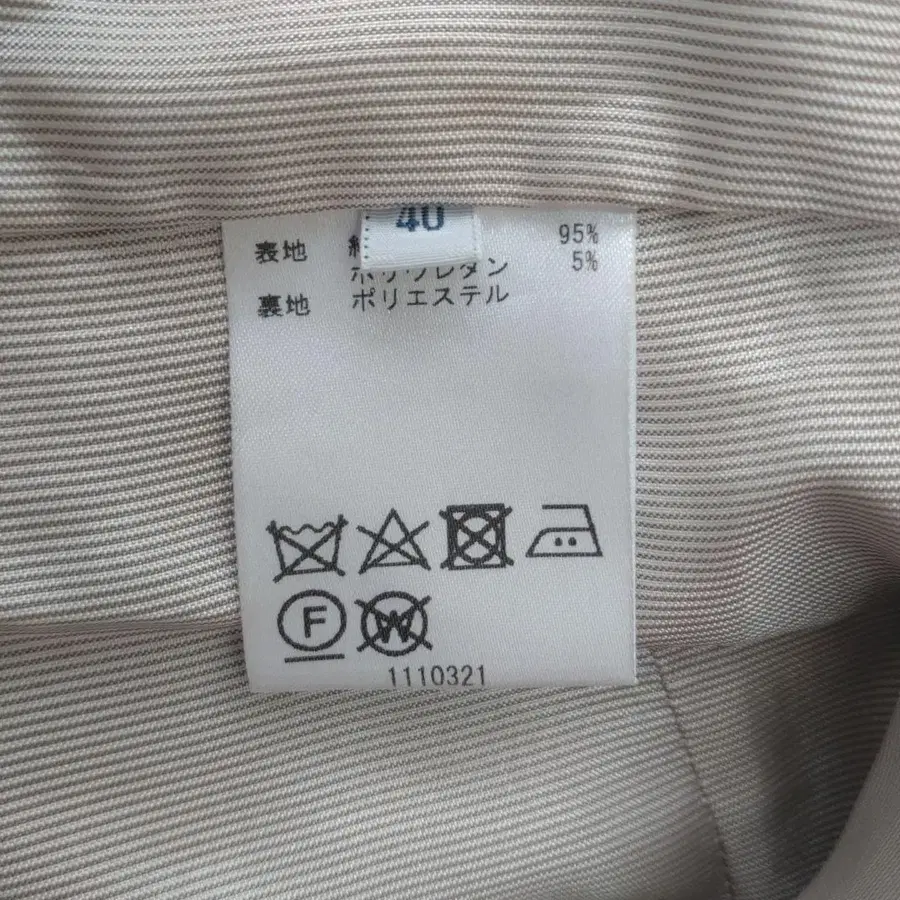 40
表地 95%
ポリウレタン 5%
裏地 ポリエステル
F
W
1110321